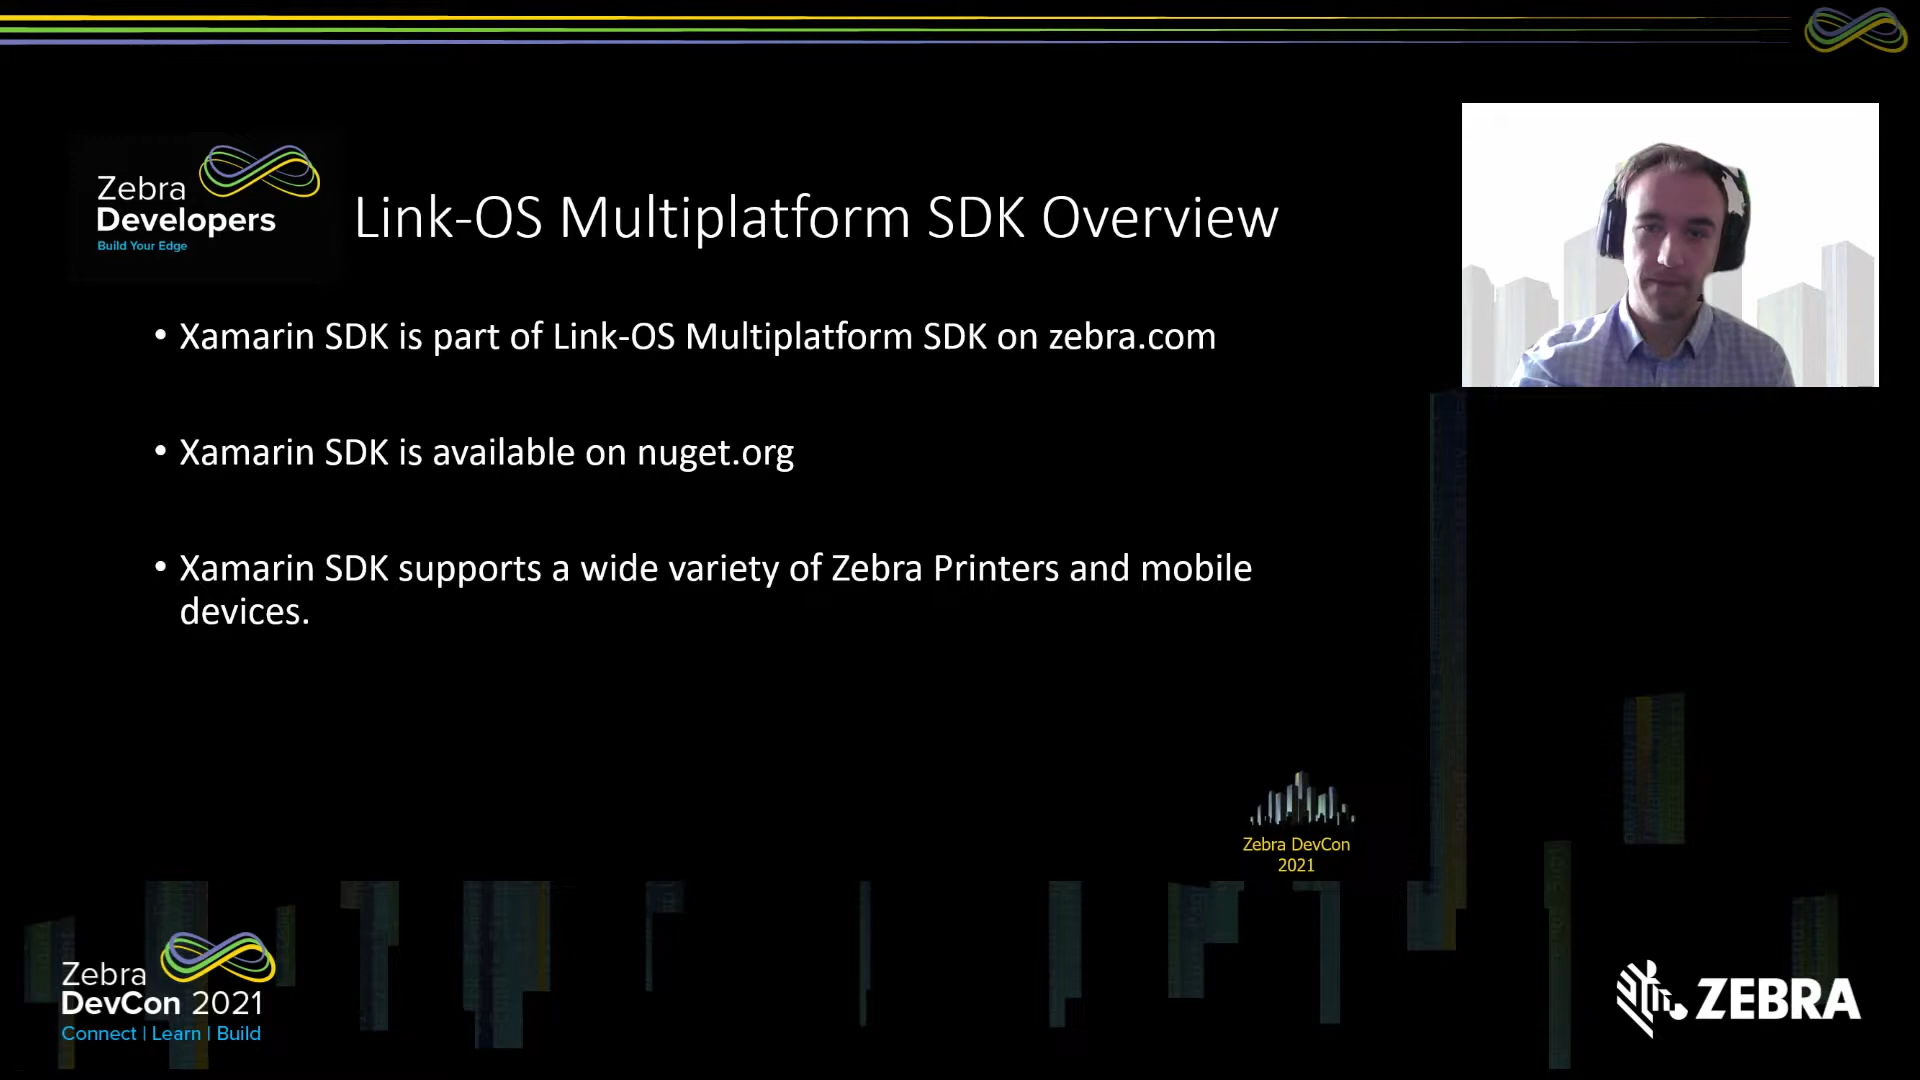 Zebra
Developers
Build Your Edge
Link-OS Multiplatform SDK Overview
• Xamarin SDK is part of Link-OS Multiplatform SDK on zebra.com
• Xamarin SDK is available on nuget.org
• Xamarin SDK supports a wide variety of Zebra Printers and mobile
devices.
Zebra DevCon
2021
Zebra
DevCon 2021
Connect | Learn | Build
ZEBRA